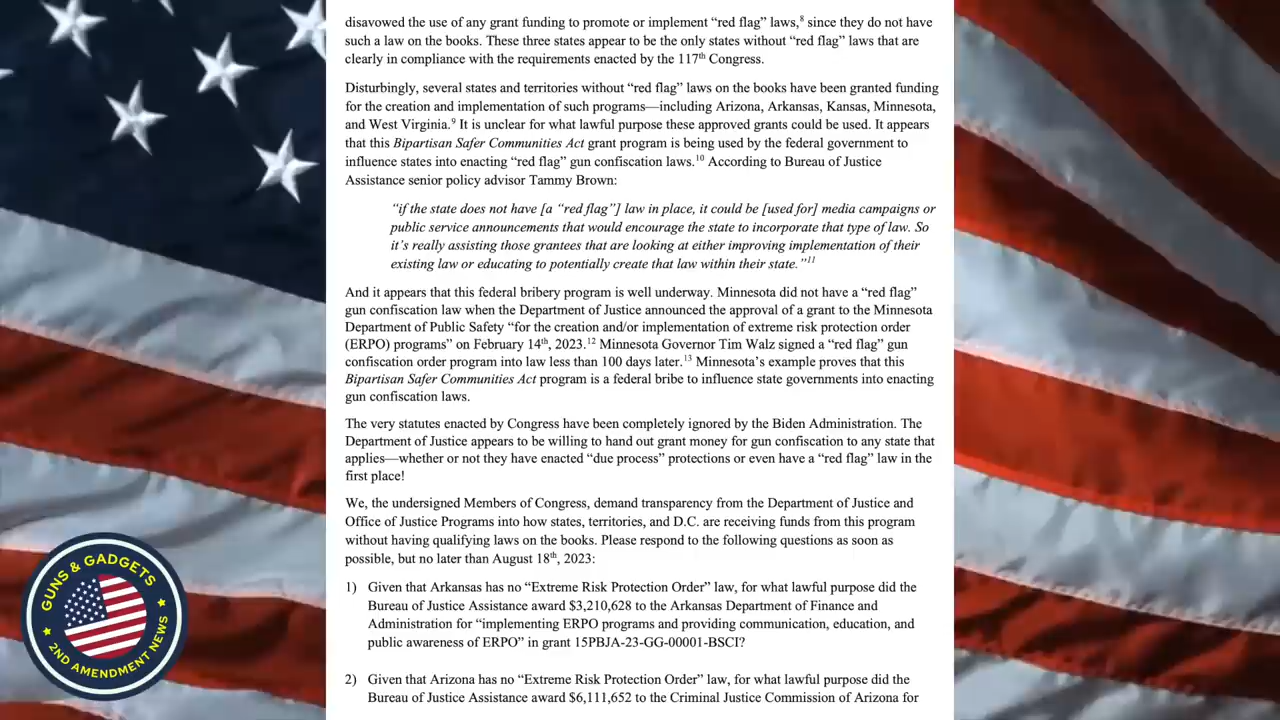 disavowed the use of any grant funding to promote or implement “red flag” laws,8 since they do not have
such a law on the books. These three states appear to be the only states without “red flag” laws that are
clearly in compliance with the requirements enacted by the 117th Congress.
Disturbingly, several states and territories without “red flag” laws on the books have been granted funding
for the creation and implementation of such programs—including Arizona, Arkansas, Kansas, Minnesota,
and West Virginia.9 It is unclear for what lawful purpose these approved grants could be used. It appears
that this Bipartisan Safer Communities Act grant program is being used by the federal government to
influence states into enacting “red flag” gun confiscation laws.10 According to Bureau of Justice
Assistance senior policy advisor Tammy Brown:
“if the state does not have [a “red flag”] law in place, it could be [used for] media campaigns or
public service announcements that would encourage the state to incorporate that type of law. So
it’s really assisting those grantees that are looking at either improving implementation of their
existing law or educating to potentially create that law within their state.”11
And it appears that this federal bribery program is well underway. Minnesota did not have a “red flag”
gun confiscation law when the Department of Justice announced the approval of a grant to the Minnesota
Department of Public Safety “for the creation and/or implementation of extreme risk protection order
(ERPO) programs” on February 14th, 2023.12 Minnesota Governor Tim Walz signed a “red flag” gun
confiscation order program into law less than 100 days later.13 Minnesota’s example proves that this
Bipartisan Safer Communities Act program is a federal bribe to influence state governments into enacting
gun confiscation laws.
The very statutes enacted by Congress have been completely ignored by the Biden Administration. The
Department of Justice appears to be willing to hand out grant money for gun confiscation to any state that
applies—whether or not they have enacted “due process” protections or even have a “red flag” law in the
first place!
We, the undersigned Members of Congress, demand transparency from the Department of Justice and
Office of Justice Programs into how states, territories, and D.C. are receiving funds from this program
without having qualifying laws on the books. Please respond to the following questions as soon as
possible, but no later than August 18th, 2023:
1) Given that Arkansas has no “Extreme Risk Protection Order” law, for what lawful purpose did the
Bureau of Justice Assistance award $3,210,628 to the Arkansas Department of Finance and
Administration for “implementing ERPO programs and providing communication, education, and
public awareness of ERPO” in grant 15PBJA-23-GG-00001-BSCI?
2) Given that Arizona has no “Extreme Risk Protection Order” law, for what lawful purpose did the
Bureau of Justice Assistance award $6,111,652 to the Criminal Justice Commission of Arizona for
GUNS & GADGETS
2ND AMENDMENT NEWS